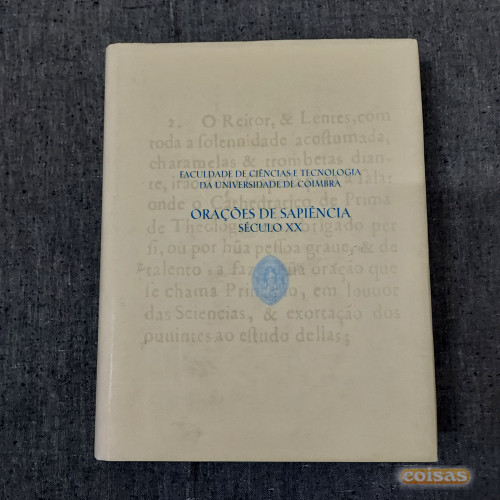 2. O Reitor, & Lentes, com
toda a solennidade acostumada,
charamelas & trombetas dian-
FACULDADE DE CIÊNCIAS E TECNOLOGIA
DA UNIVERSIDADE DE COIMBRA
onde o Cathedratico de Prima
ORAÇÕES DE SAPIÊNCIA
SÉCULO XX
si, ou por hũa pessoa graue, & de
talento, a fazer hũa oração que
se chama Principio, em louuor
das Sciencias, & exortação dos
ouuintes ao estudo dellas;
coisas